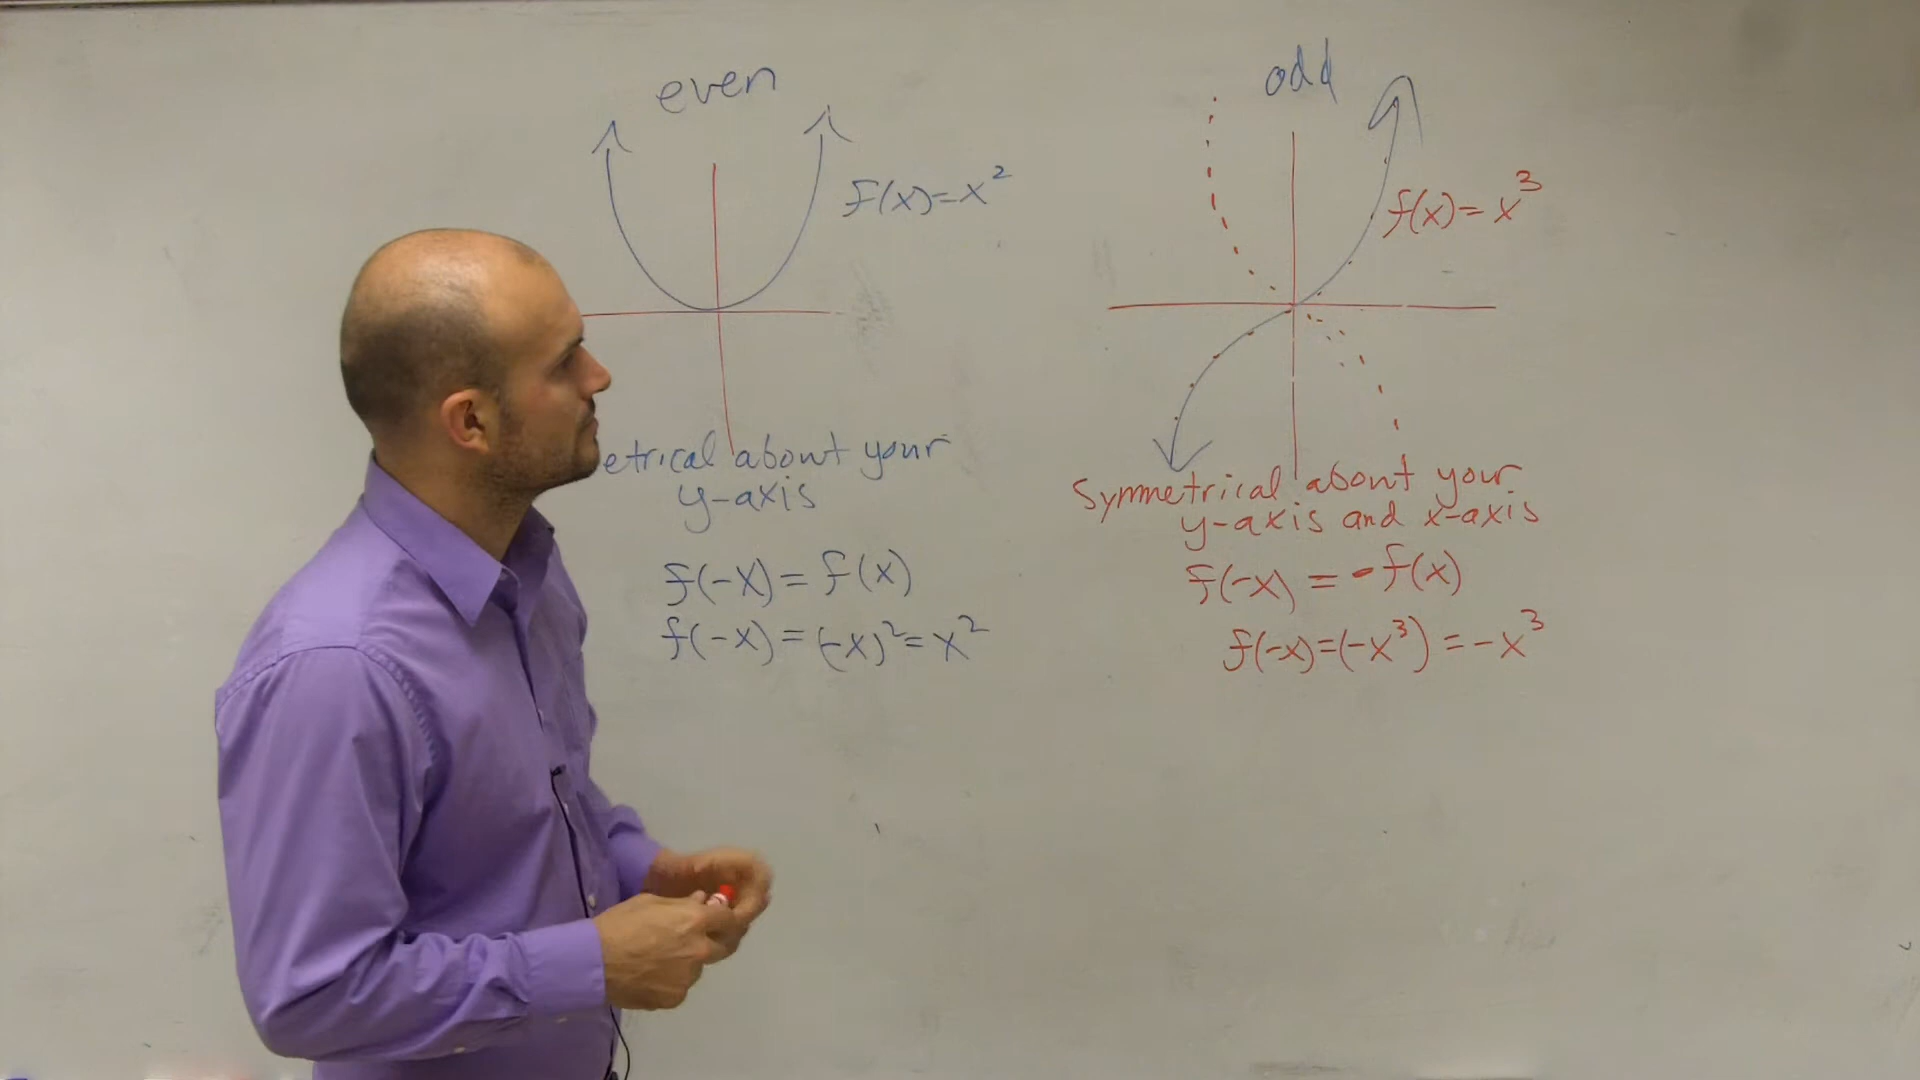 even
f(x)=x²
etrical about your
y-axis
f(-x)=f(x)
f(-x)=(-x)²=x²
odd
f(x)=x³
Symmetrical about your
y-axis and x-axis
f(-x)=-f(x)
f(-x)=(-x³)=-x³